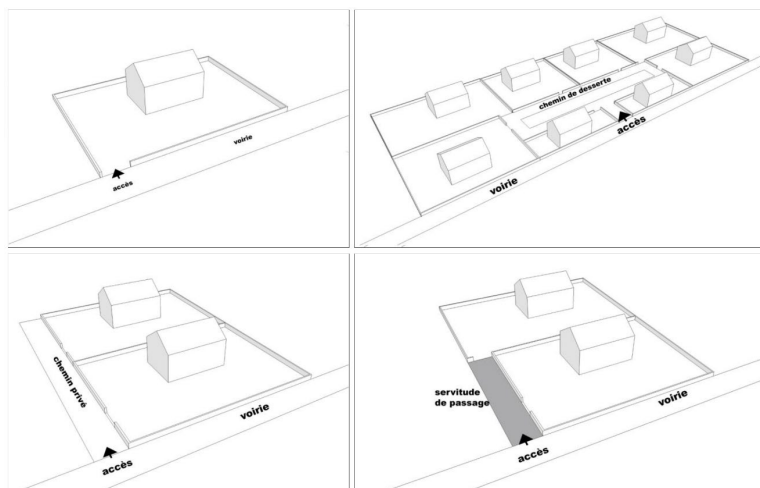 voirie
accès
chemin de desserte
accès
voirie
chemin privé
voirie
accès
servitude
de passage
voirie
accès